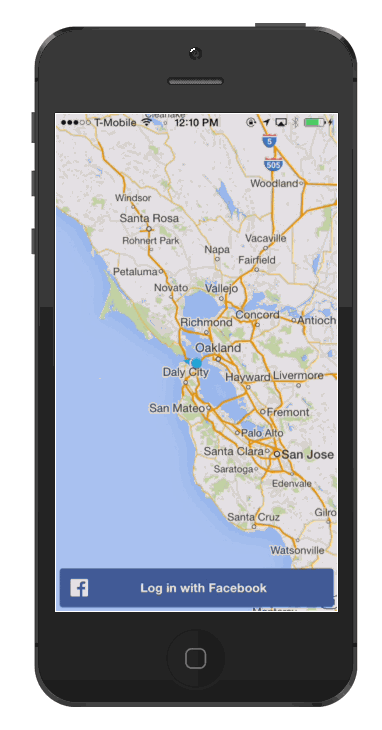 T-Mobile 12:10 PM
Clearlake
5
505
Woodland
Windsor
Santa Rosa
Rohnert Park
Napa
Vacaville
Fairfield
Petaluma
Novato
Vallejo
Concord
Antioch
Richmond
Oakland
Daly City
Hayward
Livermore
San Mateo
Fremont
Palo Alto
Santa Clara
San Jose
Saratoga
Edenvale
Santa Cruz
Gilro
Watsonville
f Log in with Facebook
Monterey